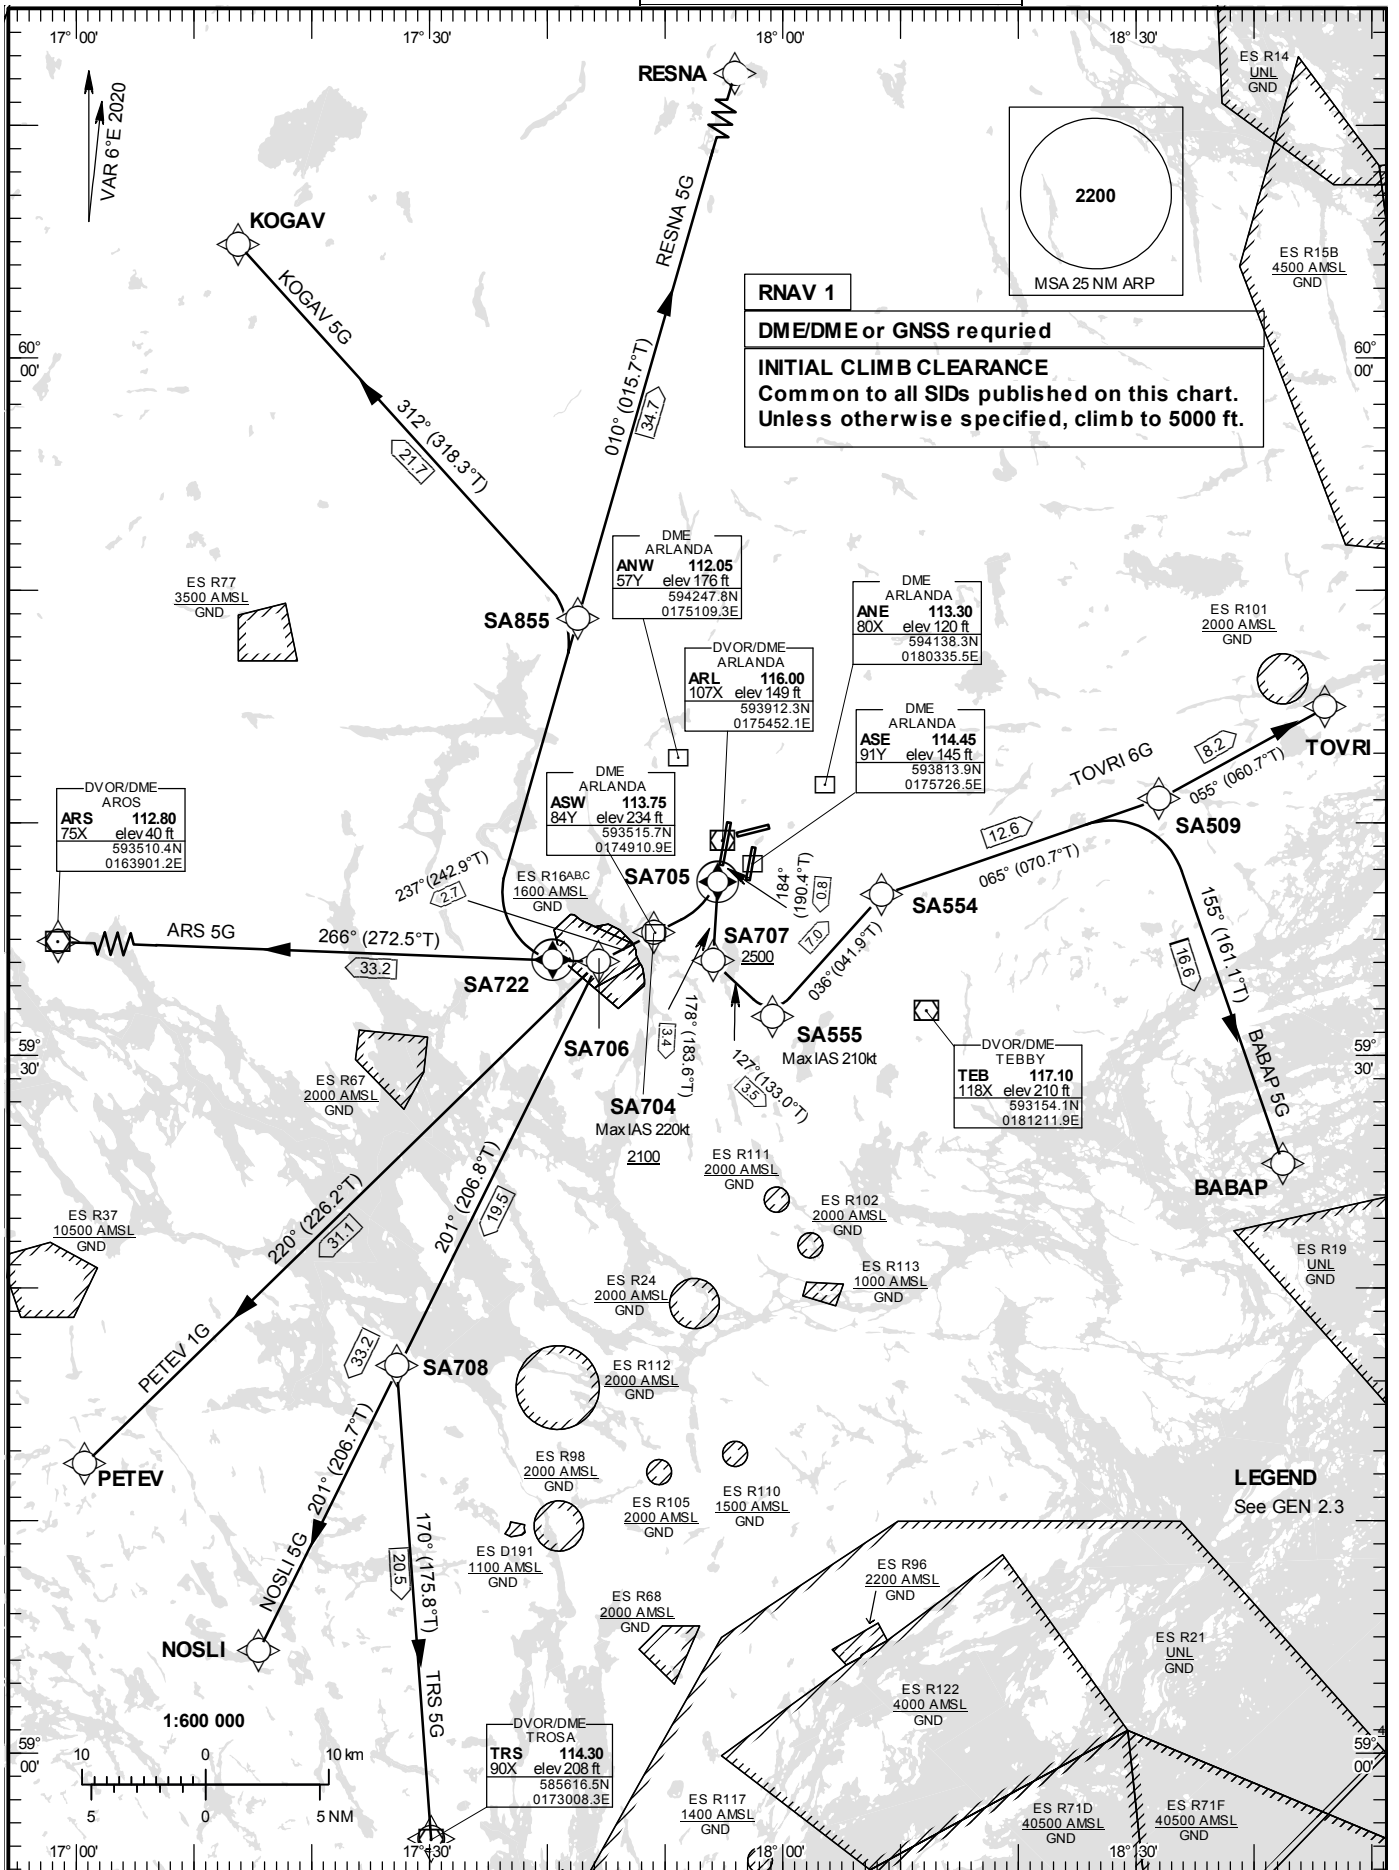 17° 00'
17° 30'
18° 00'
18° 30'
RESNA
ES R14
UNL
GND
VAR 6°E 2020
2200
MSA 25 NM ARP
KOGAV
KOGAV 5G
RESNA 5G
ES R15B
4500 AMSL
GND
RNAV 1
DME/DME or GNSS requried
INITIAL CLIMB CLEARANCE
Common to all SIDs published on this chart.
Unless otherwise specified, climb to 5000 ft.
60°
00'
60°
00'
312° (318.3°T)
21.7
010° (015.7°T)
34.7
DME
ARLANDA
ANW 112.05
57Y elev 176 ft
594247.8N
0175109.3E
DME
ARLANDA
ANE 113.30
80X elev 120 ft
594138.3N
0180335.5E
ES R77
3500 AMSL
GND
ES R101
2000 AMSL
GND
SA855
DVOR/DME
ARLANDA
ARL 116.00
107X elev 149 ft
593912.3N
0175452.1E
DME
ARLANDA
ASE 114.45
91Y elev 145 ft
593813.9N
0175726.5E
TOVRI
TOVRI 6G
8.2
055° (060.7°T)
DVOR/DME
AROS
ARS 112.80
75X elev 40 ft
593510.4N
0163901.2E
DME
ARLANDA
ASW 113.75
84Y elev 234 ft
593515.7N
0174910.9E
SA509
12.6
065° (070.7°T)
237° (242.9°T)
2.7
ES R16A,B,C
1600 AMSL
GND
SA705
184°
(190.4°T)
0.8
SA554
155° (161.1°T)
16.6
ARS 5G
266° (272.5°T)
33.2
SA722
SA707
2500
7.0
036° (041.9°T)
SA706
178° (183.6°T)
3.4
SA555
Max IAS 210kt
127° (133.0°T)
3.5
BABAP 5G
59°
30'
59°
30'
DVOR/DME
TEBBY
TEB 117.10
118X elev 210 ft
593154.1N
0181211.9E
ES R67
2000 AMSL
GND
SA704
Max IAS 220kt
2100
ES R111
2000 AMSL
GND
BABAP
201° (206.8°T)
19.5
220° (226.2°T)
31.1
ES R102
2000 AMSL
GND
ES R37
10500 AMSL
GND
ES R19
UNL
GND
ES R113
1000 AMSL
GND
ES R24
2000 AMSL
GND
PETEV 1G
33.2
SA708
ES R112
2000 AMSL
GND
PETEV
201° (206.7°T)
ES R98
2000 AMSL
GND
ES R105
2000 AMSL
GND
ES R110
1500 AMSL
GND
LEGEND
See GEN 2.3
170° (175.8°T)
20.5
NOSLI 5G
ES D191
1100 AMSL
GND
ES R96
2200 AMSL
GND
ES R68
2000 AMSL
GND
NOSLI
ES R21
UNL
GND
ES R122
4000 AMSL
GND
TRS 5G
1:600 000
10 0 10 km
5 0 5 NM
DVOR/DME
TROSA
TRS 114.30
90X elev 208 ft
585616.5N
0173008.3E
59°
00'
59°
00'
ES R117
1400 AMSL
GND
ES R71D
40500 AMSL
GND
ES R71F
40500 AMSL
GND
17° 00'
17° 30'
18° 00'
18° 30'